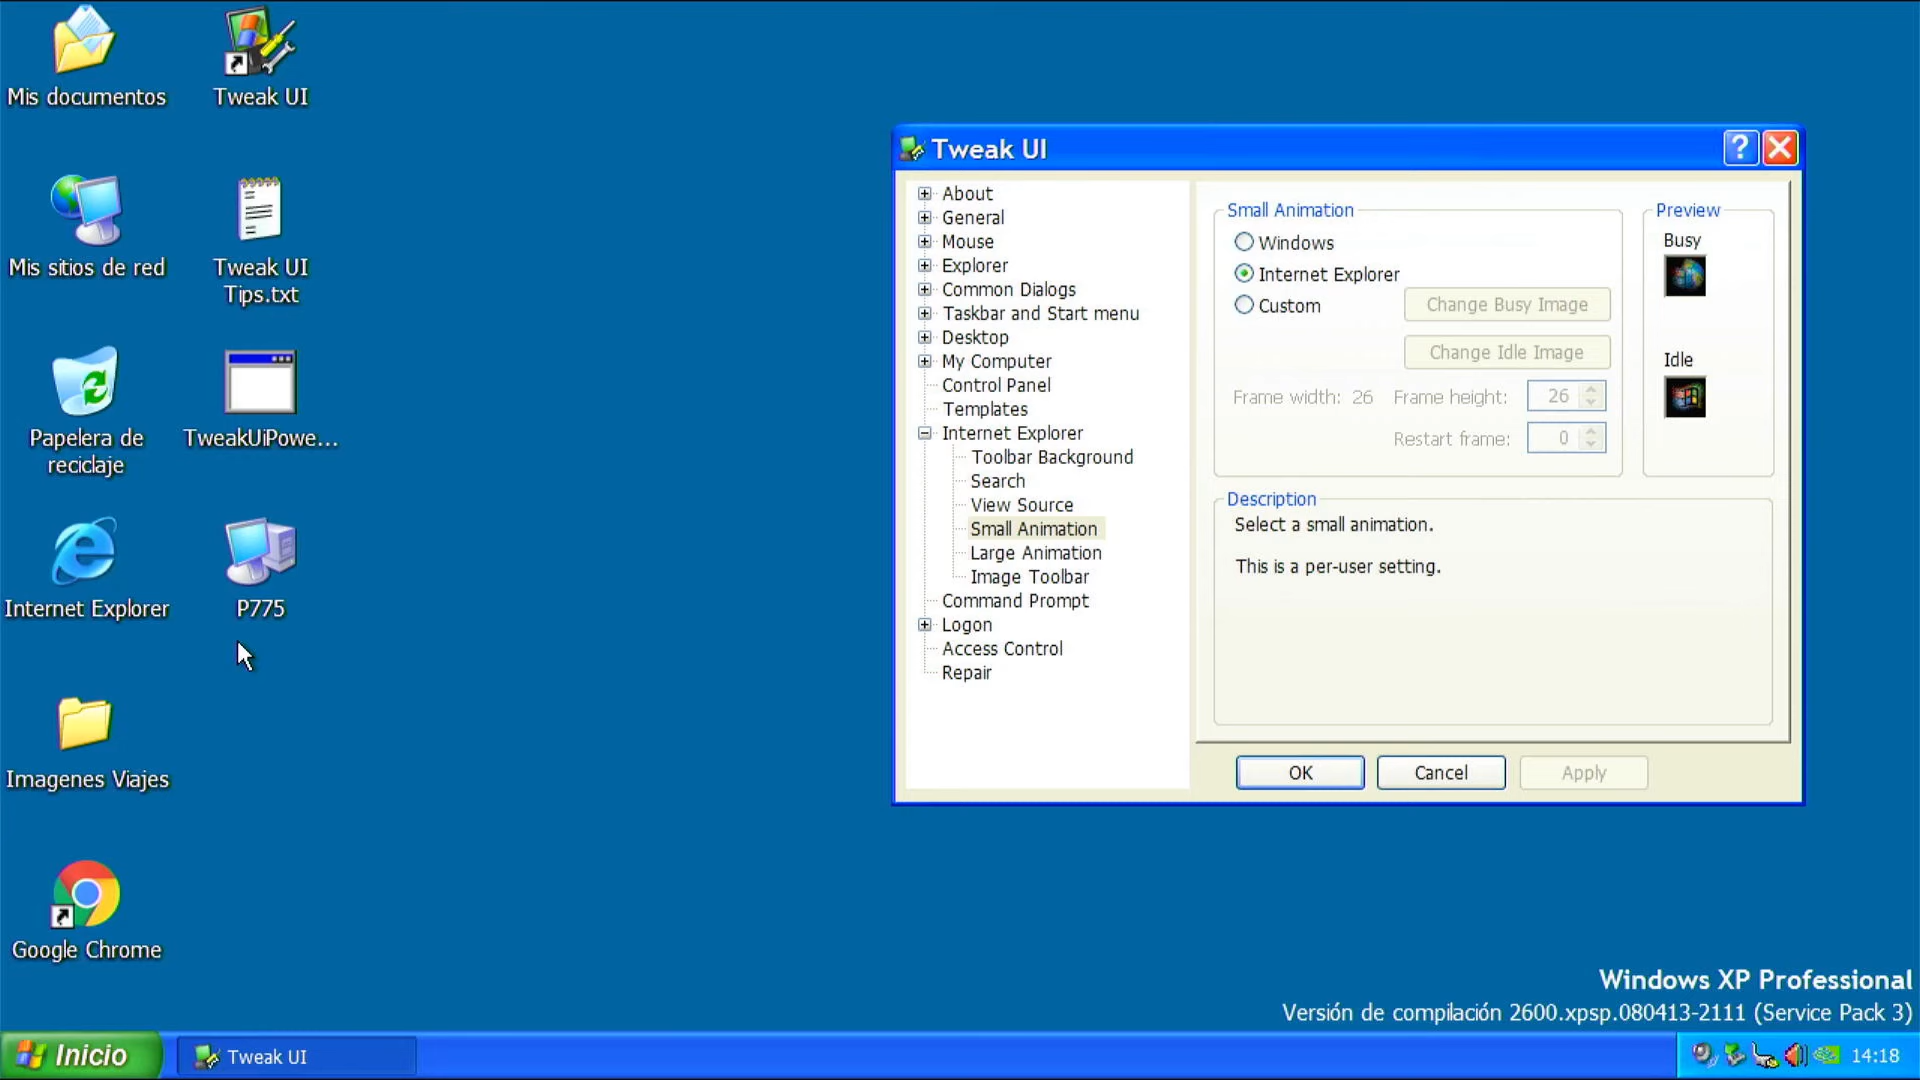 Mis documentos
Tweak UI
Mis sitios de red
Tweak UI
Tips.txt
Papelera de
reciclaje
TweakUiPowe...
Internet Explorer
P775
Imagenes Viajes
Google Chrome
Tweak UI
?
About
General
Mouse
Explorer
Common Dialogs
Taskbar and Start menu
Desktop
My Computer
Control Panel
Templates
Internet Explorer
Toolbar Background
Search
View Source
Small Animation
Large Animation
Image Toolbar
Command Prompt
Logon
Access Control
Repair
Small Animation
Windows
Internet Explorer
Custom
Change Busy Image
Change Idle Image
Frame width: 26 Frame height: 26
Restart frame: 0
Preview
Busy
Idle
Description
Select a small animation.
This is a per-user setting.
OK
Cancel
Apply
Windows XP Professional
Versión de compilación 2600.xpsp.080413-2111 (Service Pack 3)
Inicio
Tweak UI
14:18